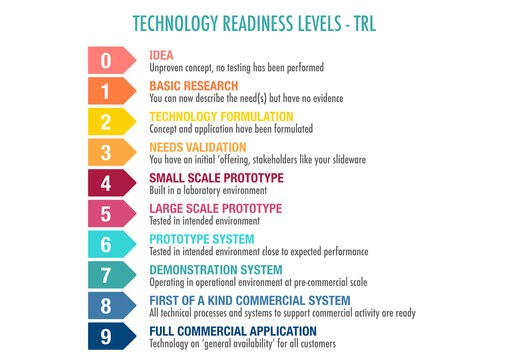 TECHNOLOGY READINESS LEVELS - TRL
0
IDEA
Unproven concept, no testing has been performed
1
BASIC RESEARCH
You can now describe the need(s) but have no evidence
2
TECHNOLOGY FORMULATION
Concept and application have been formulated
3
NEEDS VALIDATION
You have an initial 'offering, stakeholders like your slideware
4
SMALL SCALE PROTOTYPE
Built in a laboratory environment
5
LARGE SCALE PROTOTYPE
Tested in intended environment
6
PROTOTYPE SYSTEM
Tested in intended environment close to expected performance
7
DEMONSTRATION SYSTEM
Operating in operational environment at pre-commercial scale
8
FIRST OF A KIND COMMERCIAL SYSTEM
All technical processes and systems to support commercial activity are ready
9
FULL COMMERCIAL APPLICATION
Technology on 'general availability' for all customers